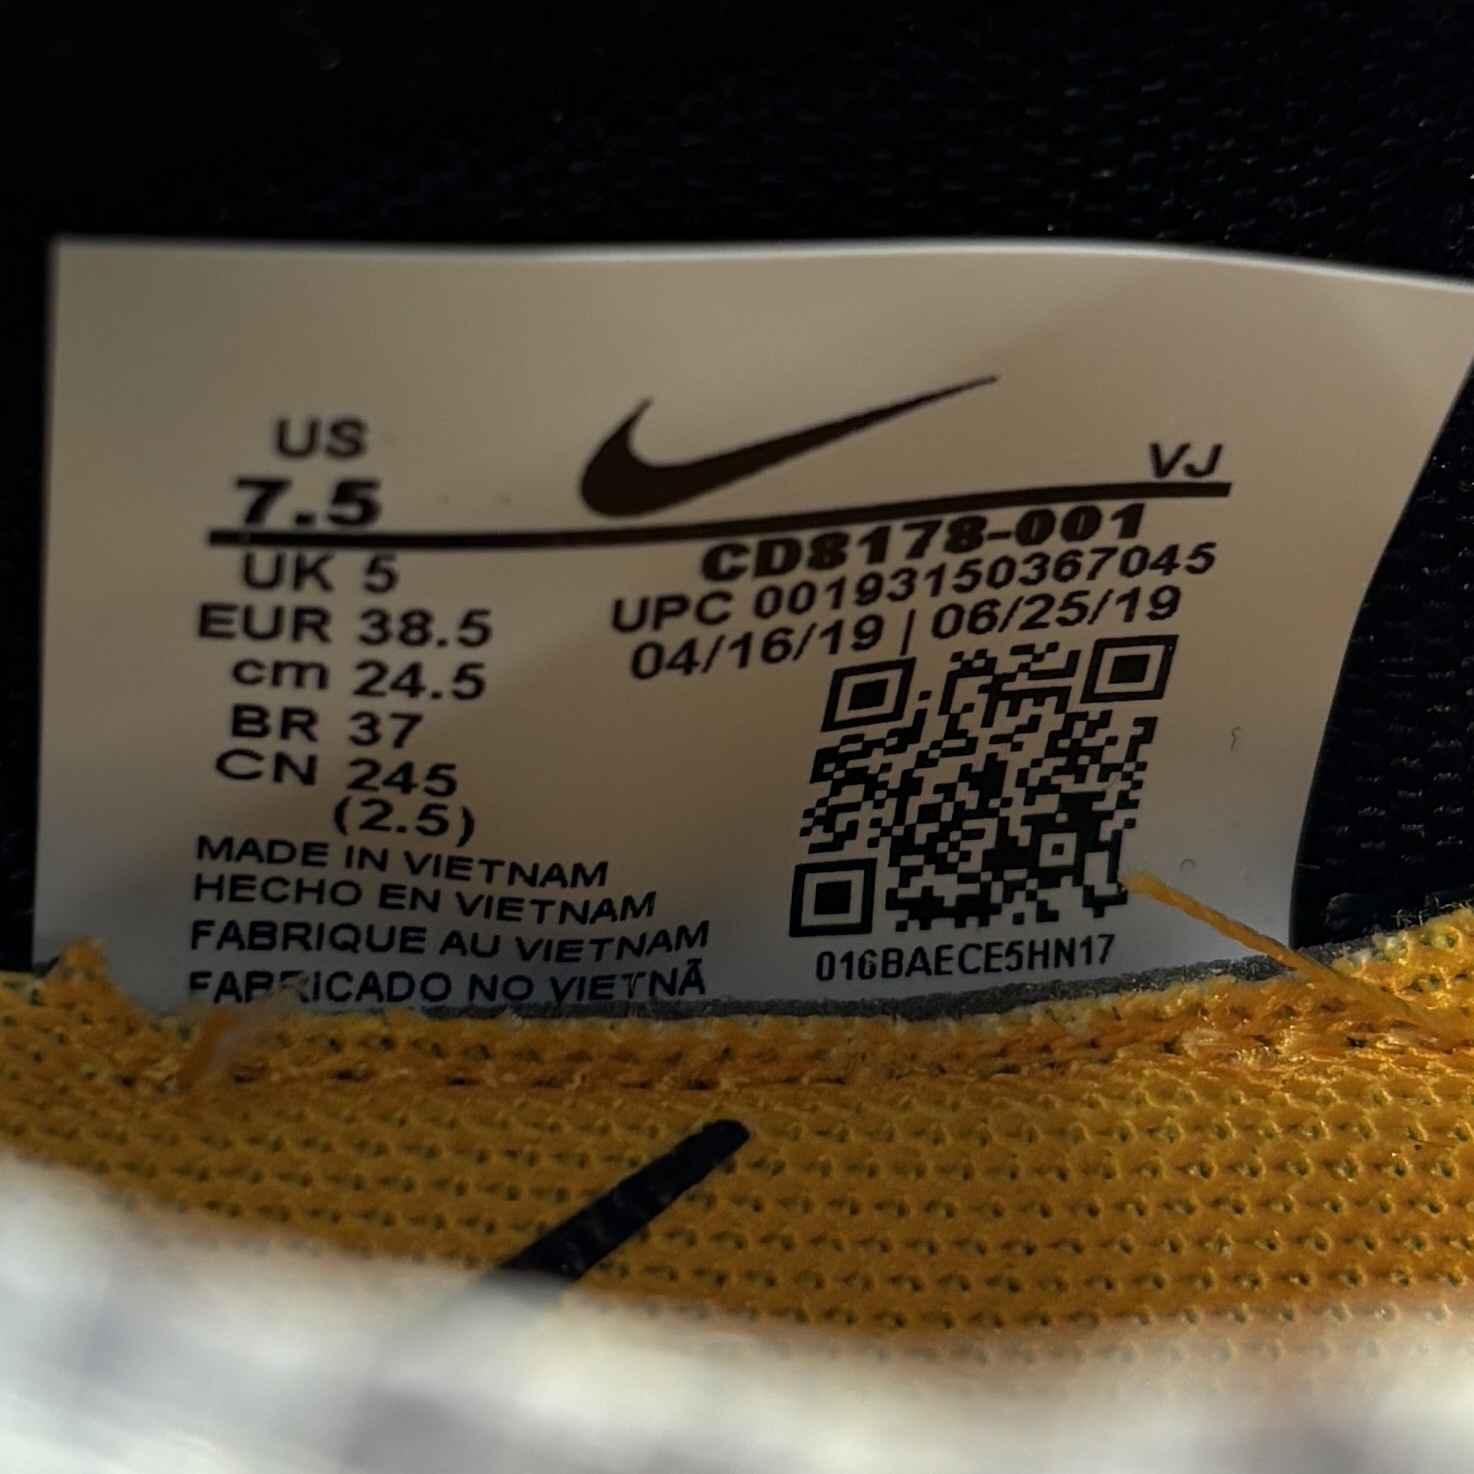 US
7.5
VJ
UK 5
EUR 38.5
cm 24.5
BR 37
CN 245
(2.5)
CD8178-001
UPC 00193150367045
04/16/19 | 06/25/19
MADE IN VIETNAM
HECHO EN VIETNAM
FABRIQUE AU VIETNAM
FABRICADO NO VIETNÃ
016BAECE5HN17